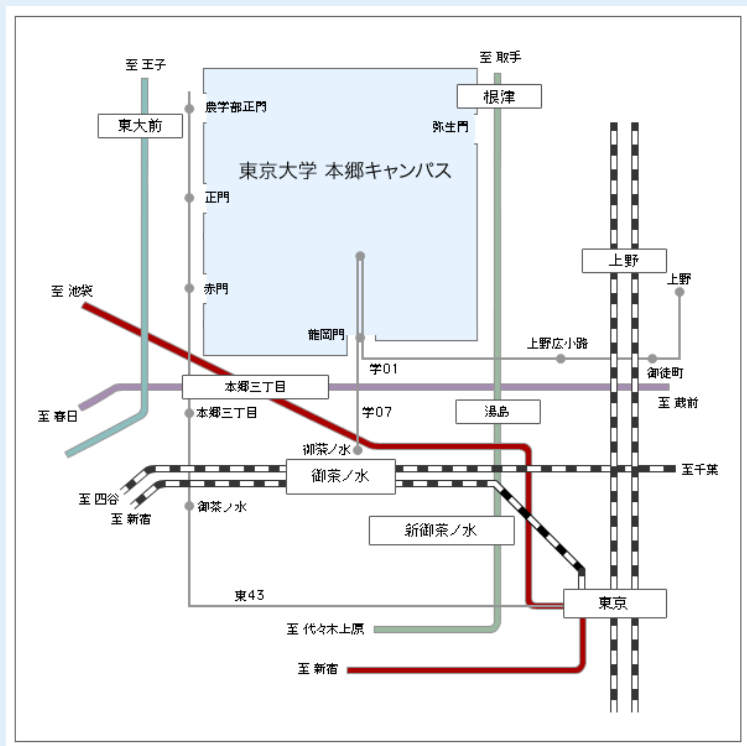 至 取手
至 王子
根津
農学部正門
東大前
弥生門
東京大学 本郷キャンパス
正門
上野
上野
赤門
至 池袋
龍岡門
上野広小路
学01
御徒町
本郷三丁目
至 蔵前
本郷三丁目
学07
湯島
至 春日
御茶ノ水
御茶ノ水
至千葉
至 四谷
至 新宿
御茶ノ水
新御茶ノ水
東43
東京
至 代々木上原
至 新宿